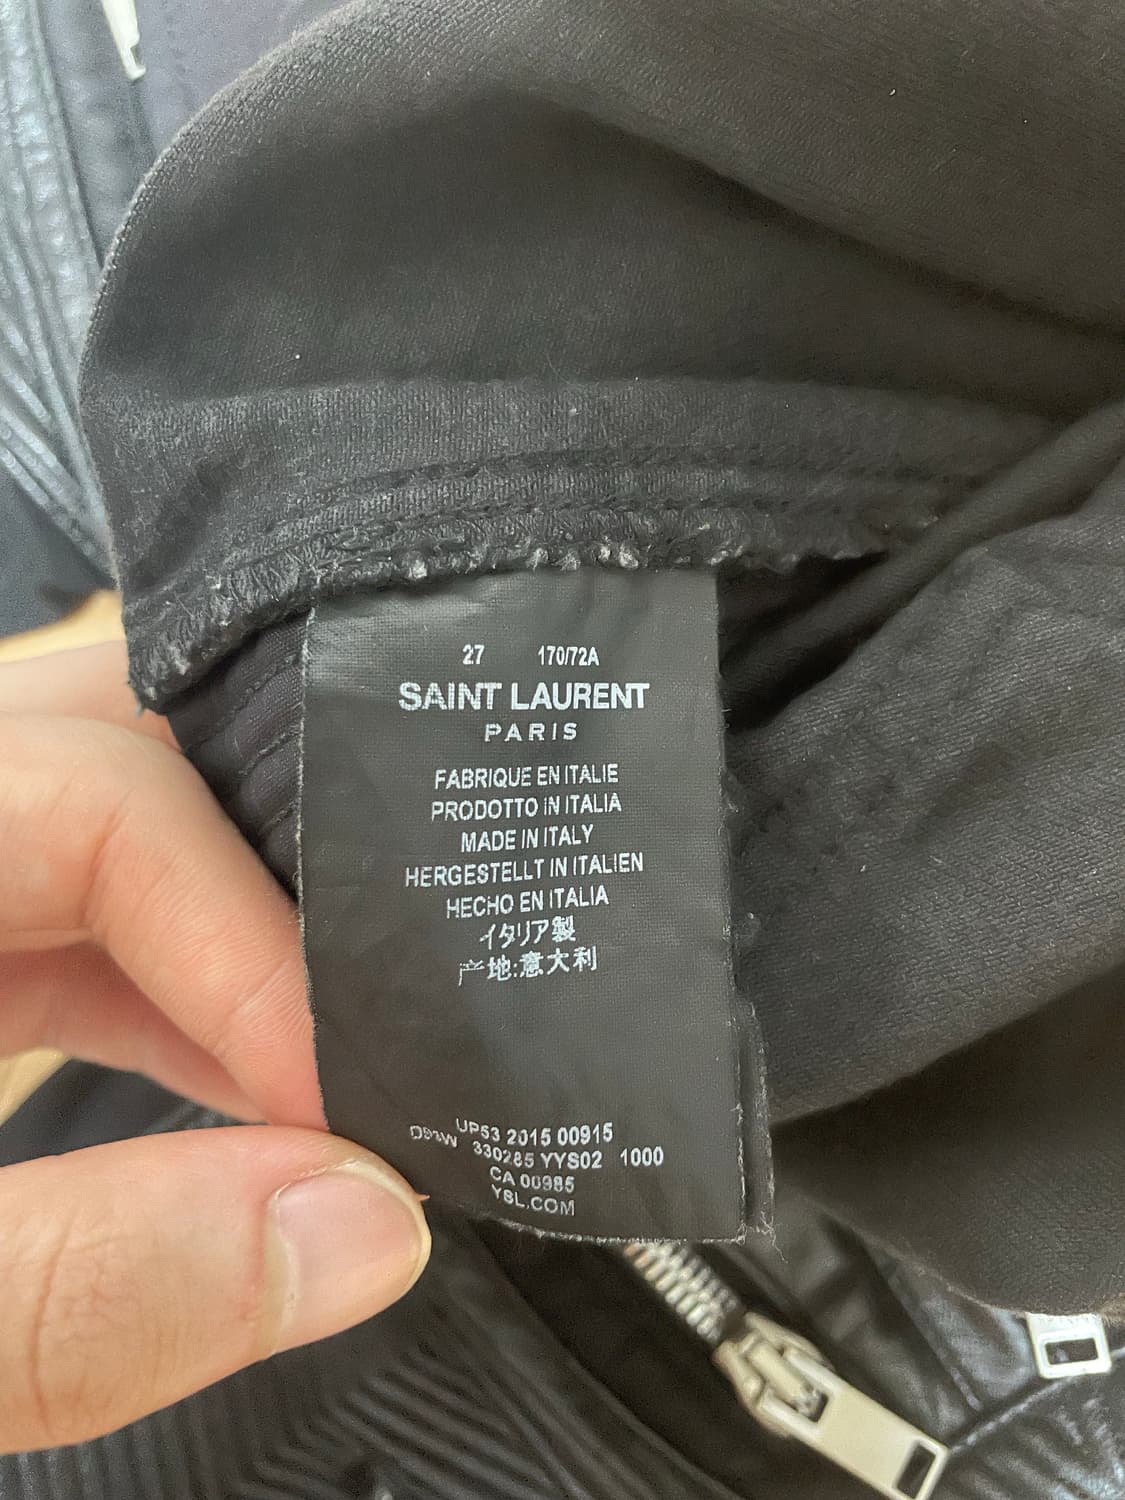 27 170/72A
SAINT LAURENT
PARIS
FABRIQUE EN ITALIE
PRODOTTO IN ITALIA
MADE IN ITALY
HERGESTELLT IN ITALIEN
HECHO EN ITALIA
イタリア製
产地:意大利
UP53 2015 00915
330285 YYS02 1000
CA 00985
YSL.COM